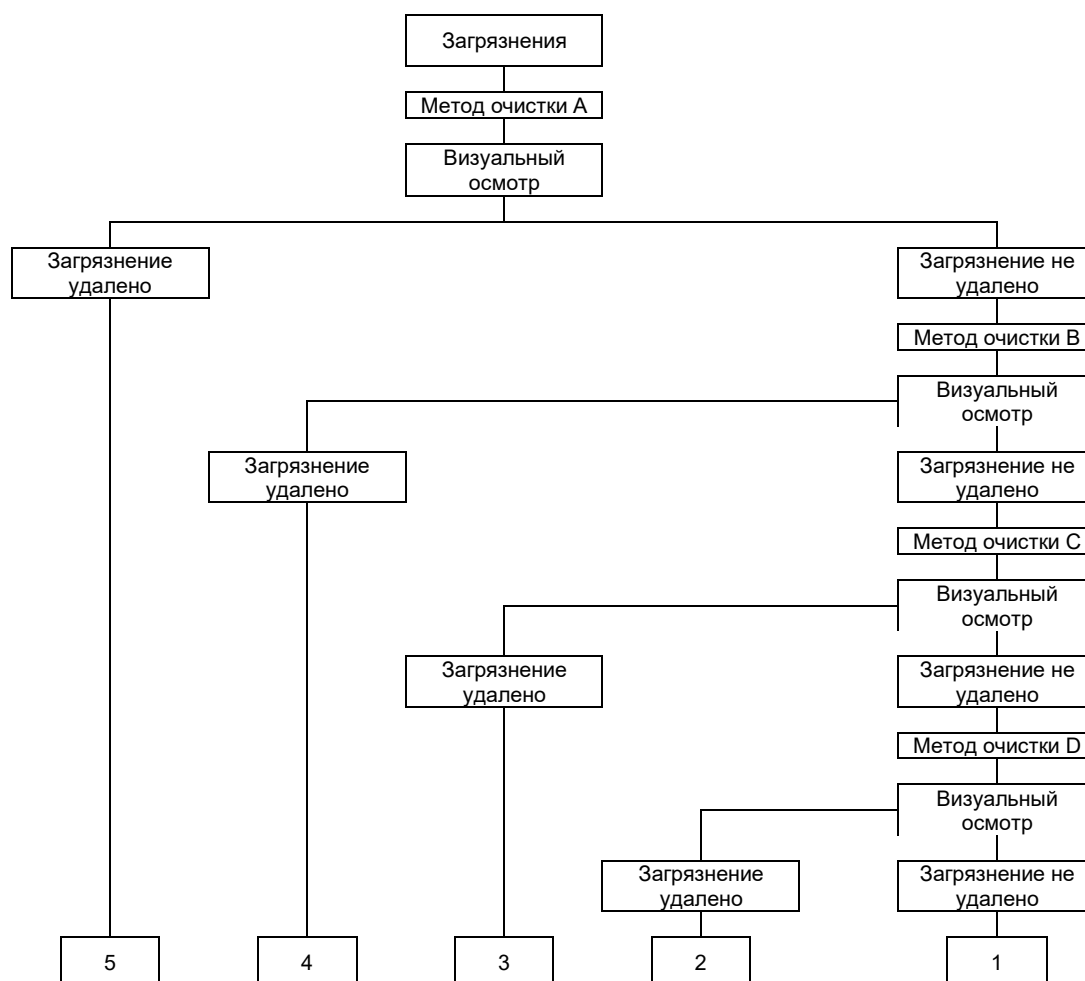 Загрязнения
Метод очистки A
Визуальный
осмотр
Загрязнение
удалено
Загрязнение не
удалено
Метод очистки B
Визуальный
осмотр
Загрязнение
удалено
Загрязнение не
удалено
Метод очистки C
Визуальный
осмотр
Загрязнение
удалено
Загрязнение не
удалено
Метод очистки D
Визуальный
осмотр
Загрязнение
удалено
Загрязнение не
удалено
5
4
3
2
1